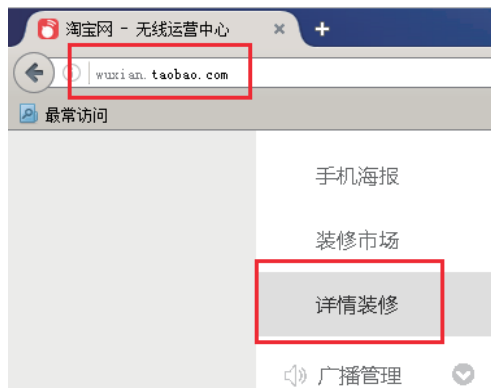 淘宝网 - 无线运营中心
wuxian.taobao.com
最常访问
手机海报
装修市场
详情装修
广播管理